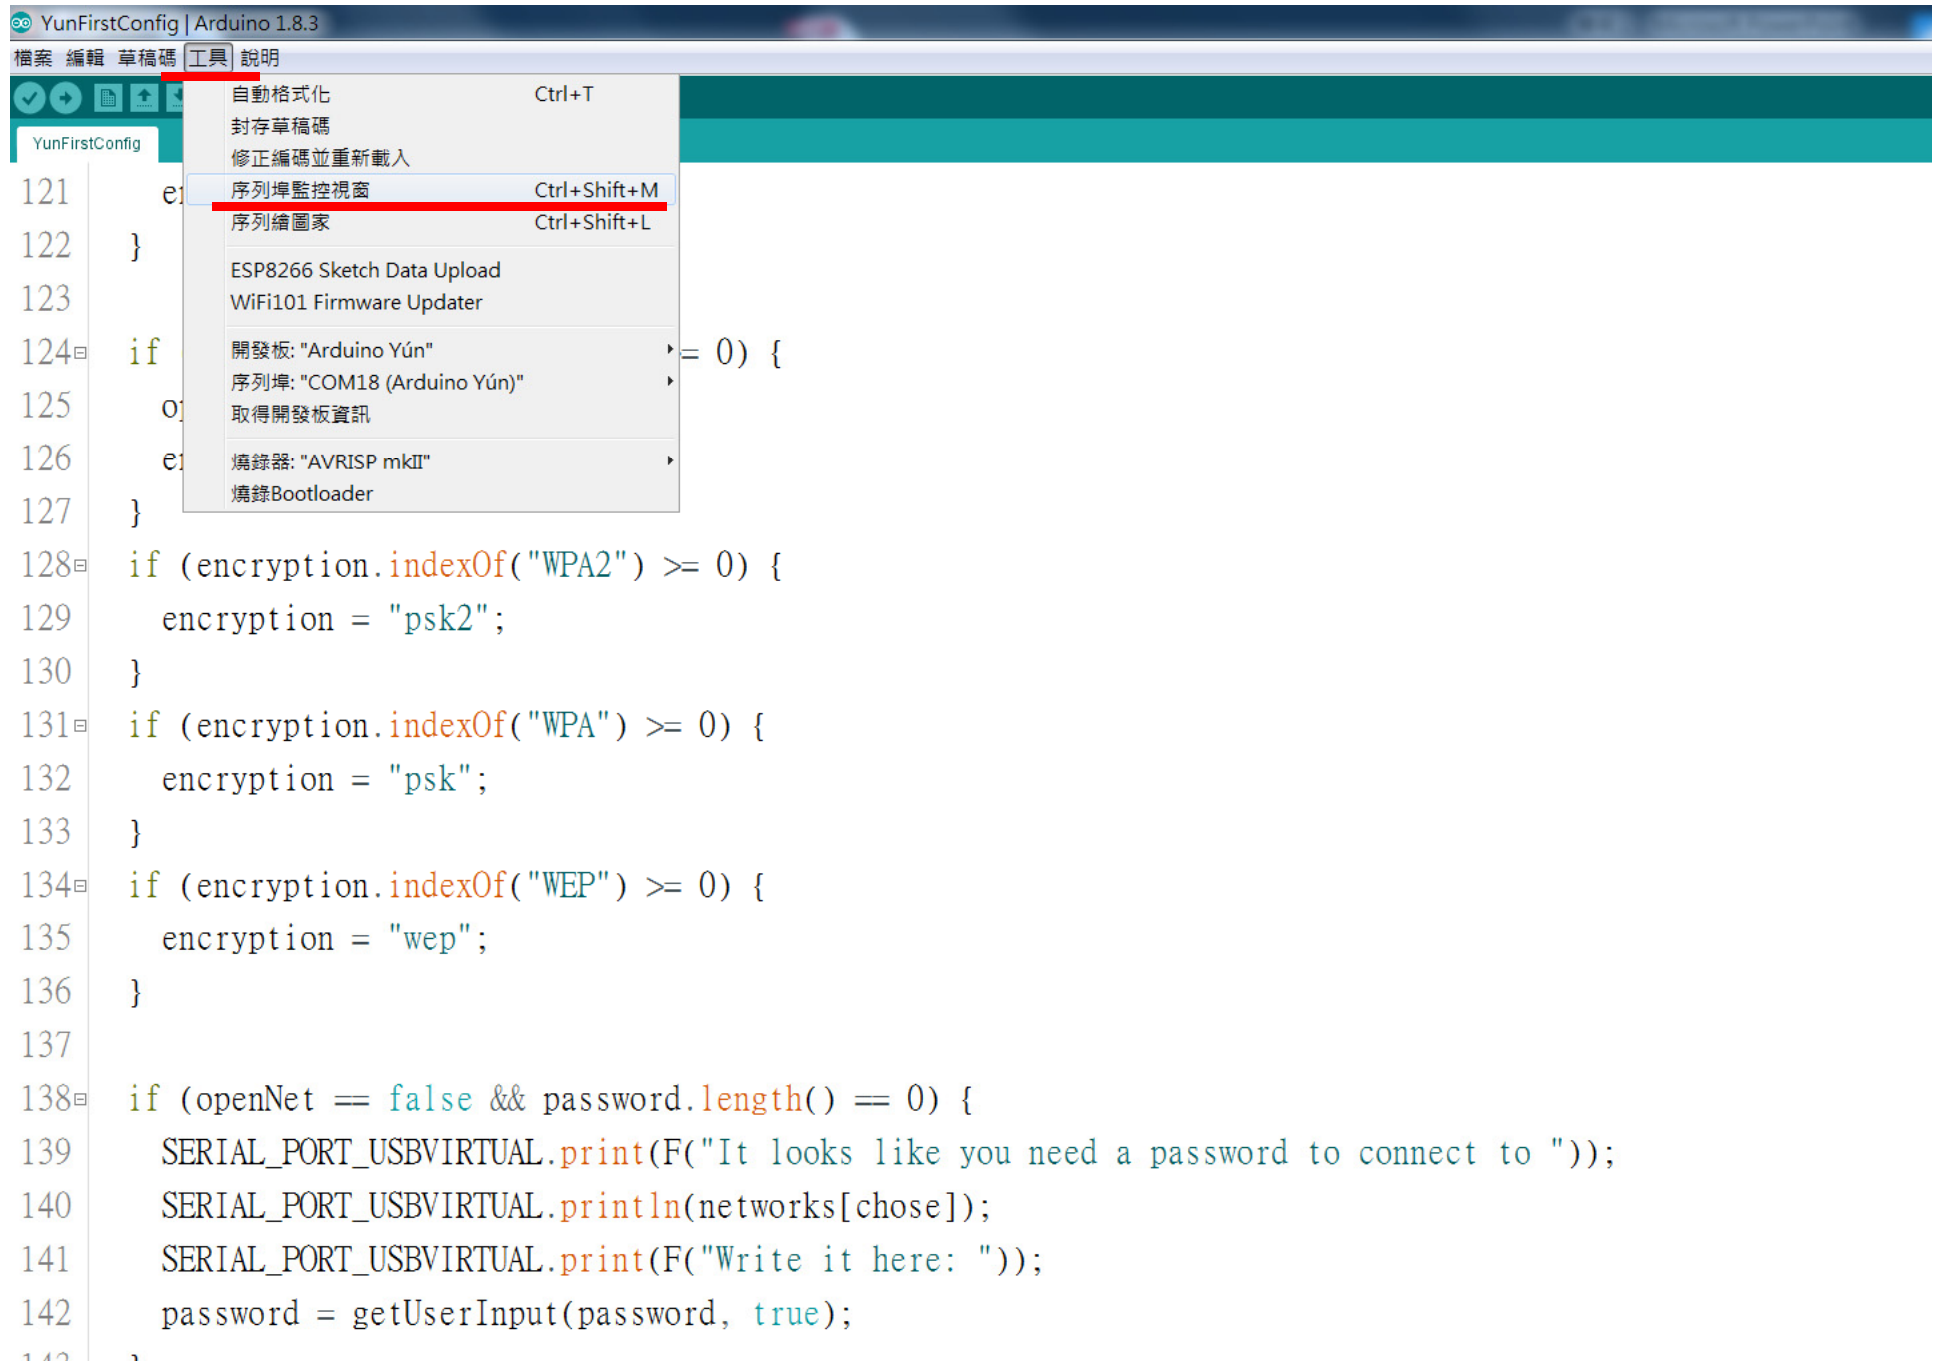 YunFirstConfig | Arduino 1.8.3
檔案 編輯 草稿碼 工具 說明
自動格式化 Ctrl+T
封存草稿碼
YunFirstConfig
修正編碼並重新載入
序列埠監控視窗 Ctrl+Shift+M
序列繪圖家 Ctrl+Shift+L
ESP8266 Sketch Data Upload
WiFi101 Firmware Updater
開發板: "Arduino Yún"
序列埠: "COM18 (Arduino Yún)"
取得開發板資訊
燒錄器: "AVRISP mkII"
燒錄Bootloader
121
122 }
123
124 if = 0) {
125
126
127 }
128 if (encryption.indexOf("WPA2") >= 0) {
129 encryption = "psk2";
130 }
131 if (encryption.indexOf("WPA") >= 0) {
132 encryption = "psk";
133 }
134 if (encryption.indexOf("WEP") >= 0) {
135 encryption = "wep";
136 }
137
138 if (openNet == false && password.length() == 0) {
139 SERIAL_PORT_USBVIRTUAL.print(F("It looks like you need a password to connect to "));
140 SERIAL_PORT_USBVIRTUAL.println(networks[chose]);
141 SERIAL_PORT_USBVIRTUAL.print(F("Write it here: "));
142 password = getUserInput(password, true);